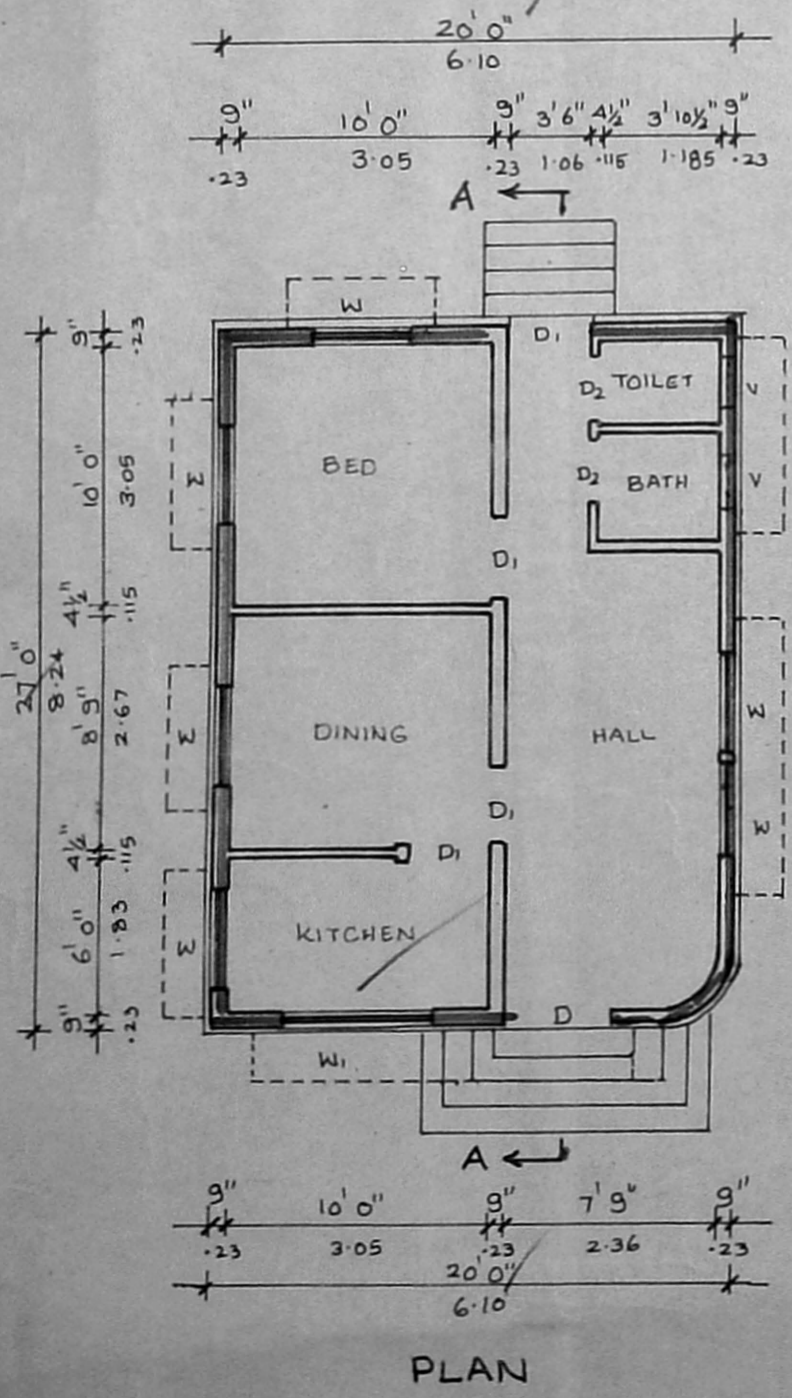 20' 0"
6.10
9" 10' 0" 9" 3' 6" 4½" 3' 10½" 9"
.23 3.05 .23 1.06 .115 1.185 .23
A
W
D1
D2 TOILET
V
BED
W
D2 BATH
V
D1
DINING
HALL
W
W
D1
D1
W
KITCHEN
W
D
W1
A
9" .23
10' 0" 3.05
4½" .115
27' 0" 8.24
8' 9" 2.67
4½" .115
6' 0" 1.83
9" .23
9" 10' 0" 9" 7' 9" 9"
.23 3.05 .23 2.36 .23
20' 0"
6.10
PLAN